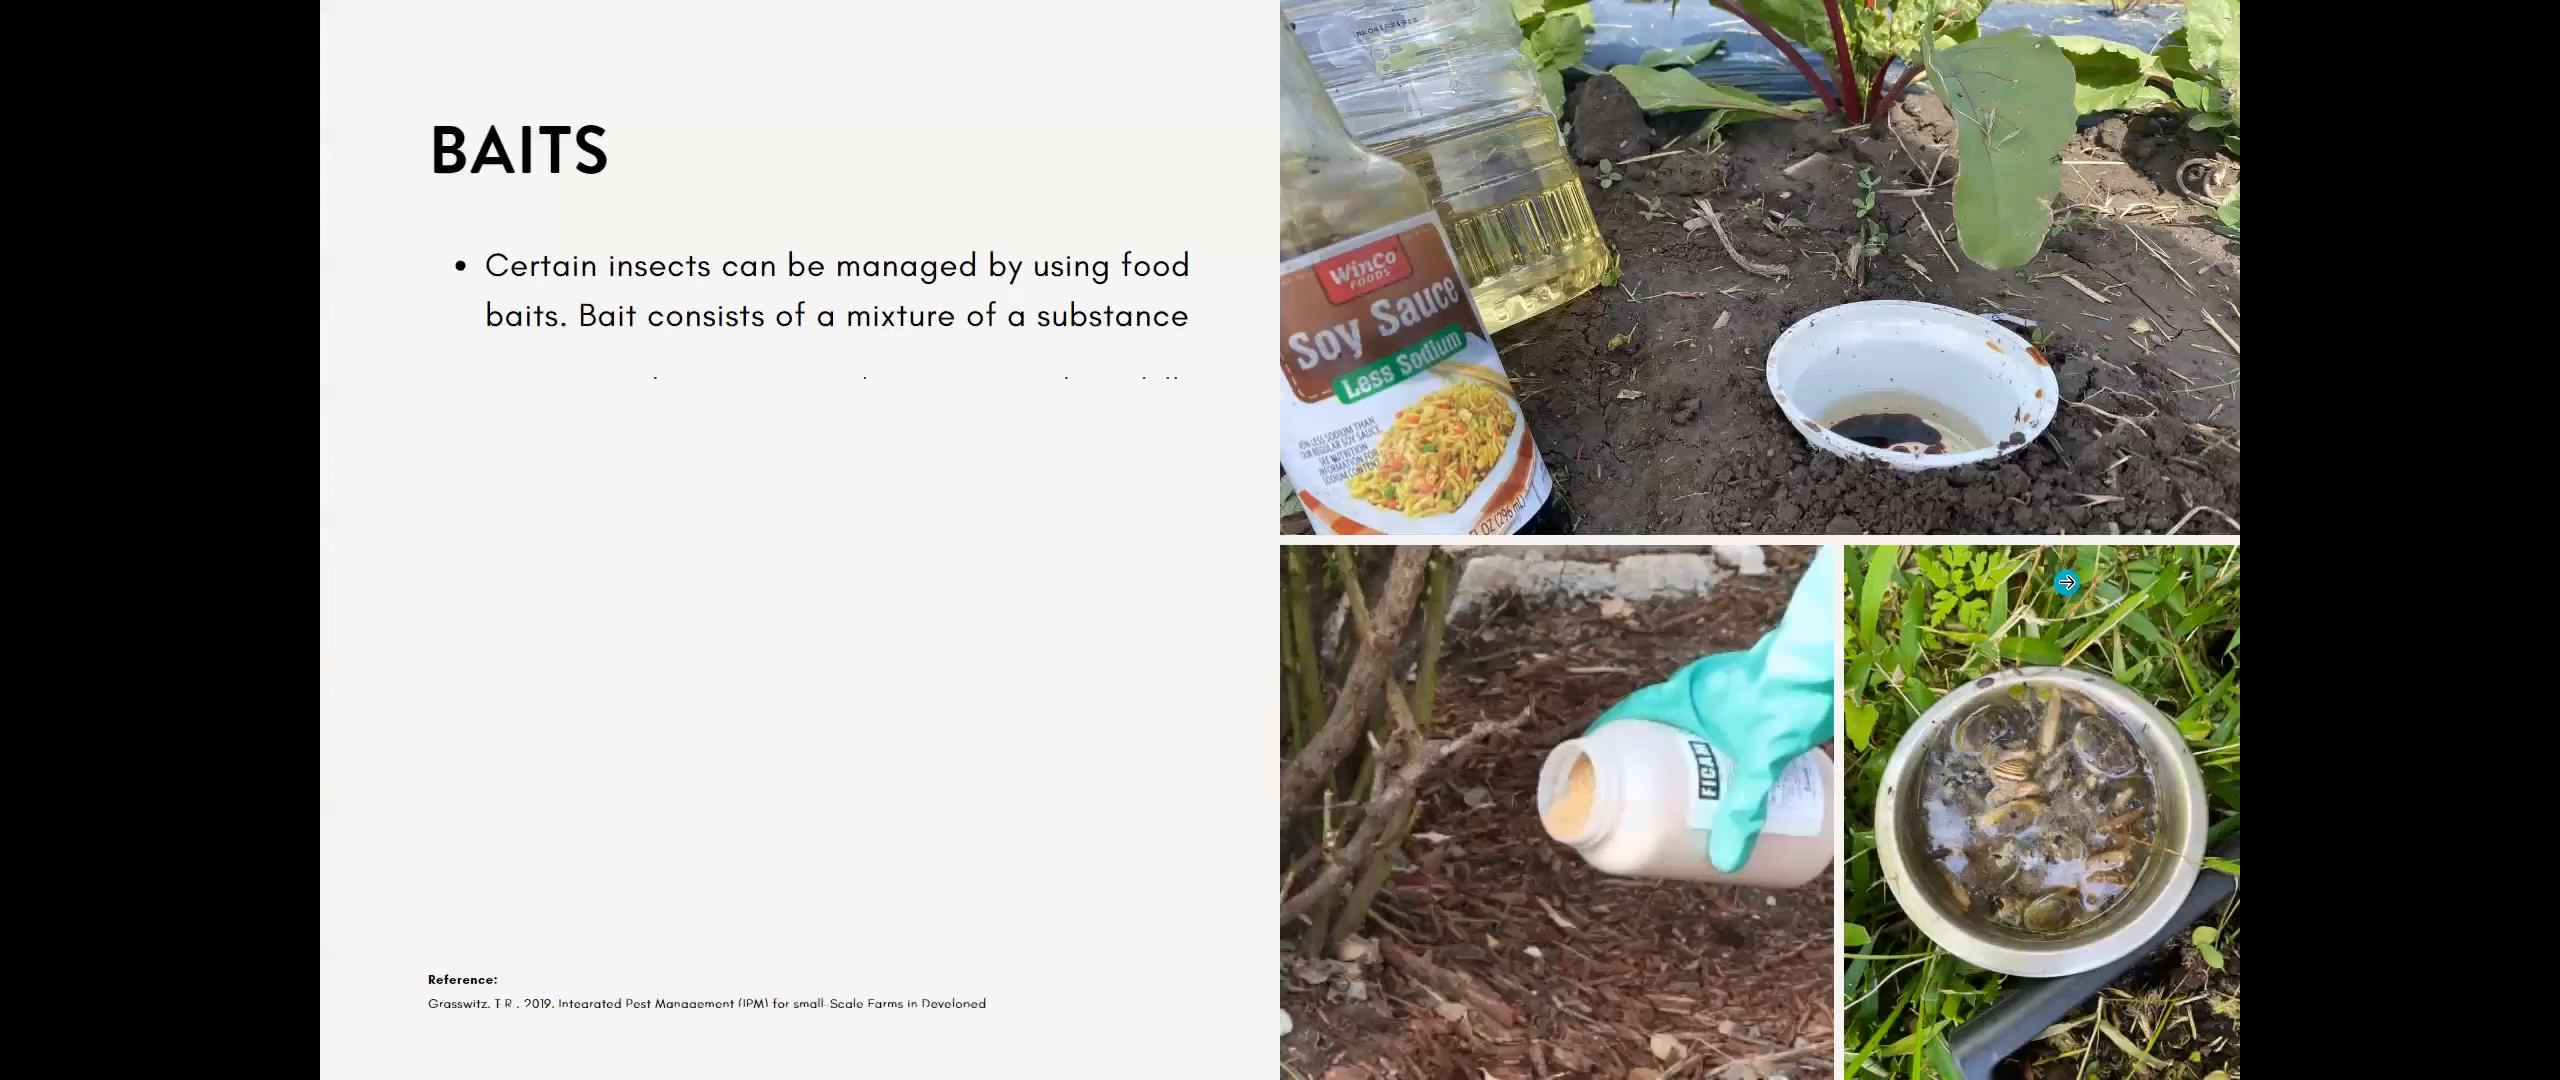 BAITS
• Certain insects can be managed by using food
baits. Bait consists of a mixture of a substance
Reference:
Grasswitz, T.R., 2019. Integrated Pest Management (IPM) for small-Scale Farms in Developed
WinCo
FOODS
Soy Sauce
Less Sodium
40% LESS SODIUM THAN
OUR REGULAR SOY SAUCE.
SEE NUTRITION
INFORMATION FOR
SODIUM CONTENT
FL OZ (296 mL)
FICAM